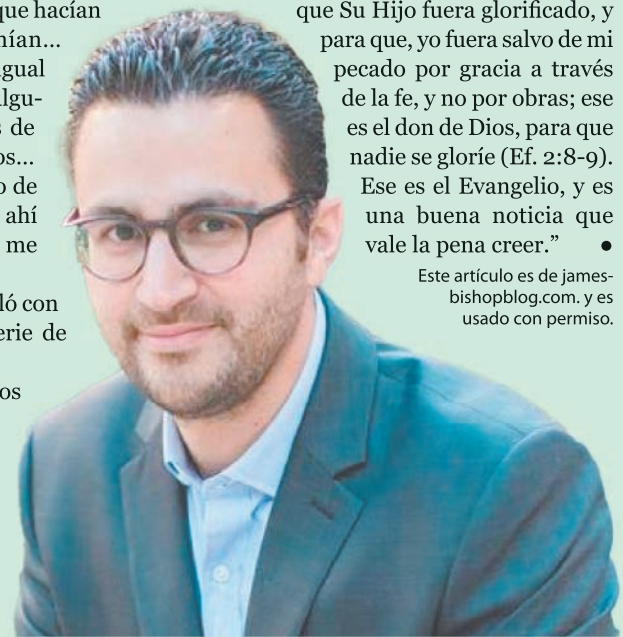 que hacían
nían...
igual
Algu-
s de
os...
o de
ahí
me
ló con
erie de
os
que Su Hijo fuera glorificado, y
para que, yo fuera salvo de mi
pecado por gracia a través
de la fe, y no por obras; ese
es el don de Dios, para que
nadie se gloríe (Ef. 2:8-9).
Ese es el Evangelio, y es
una buena noticia que
vale la pena creer.” ●
Este artículo es de james-
bishopblog.com. y es
usado con permiso.